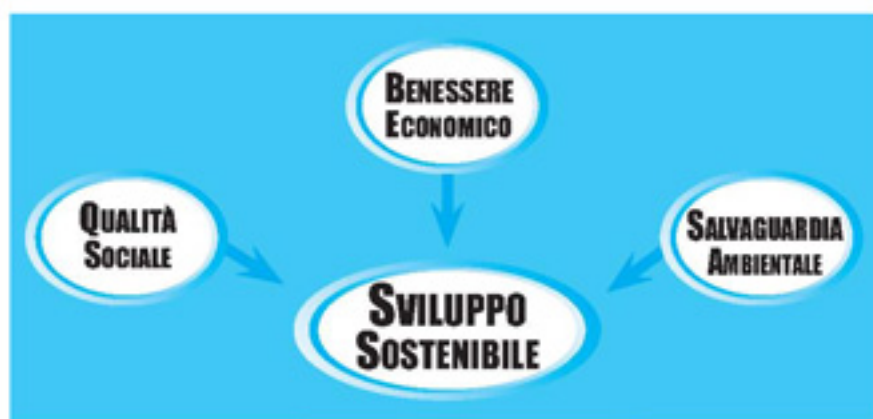 BENESSERE
ECONOMICO
QUALITÀ
SOCIALE
SALVAGUARDIA
AMBIENTALE
SVILUPPO
SOSTENIBILE